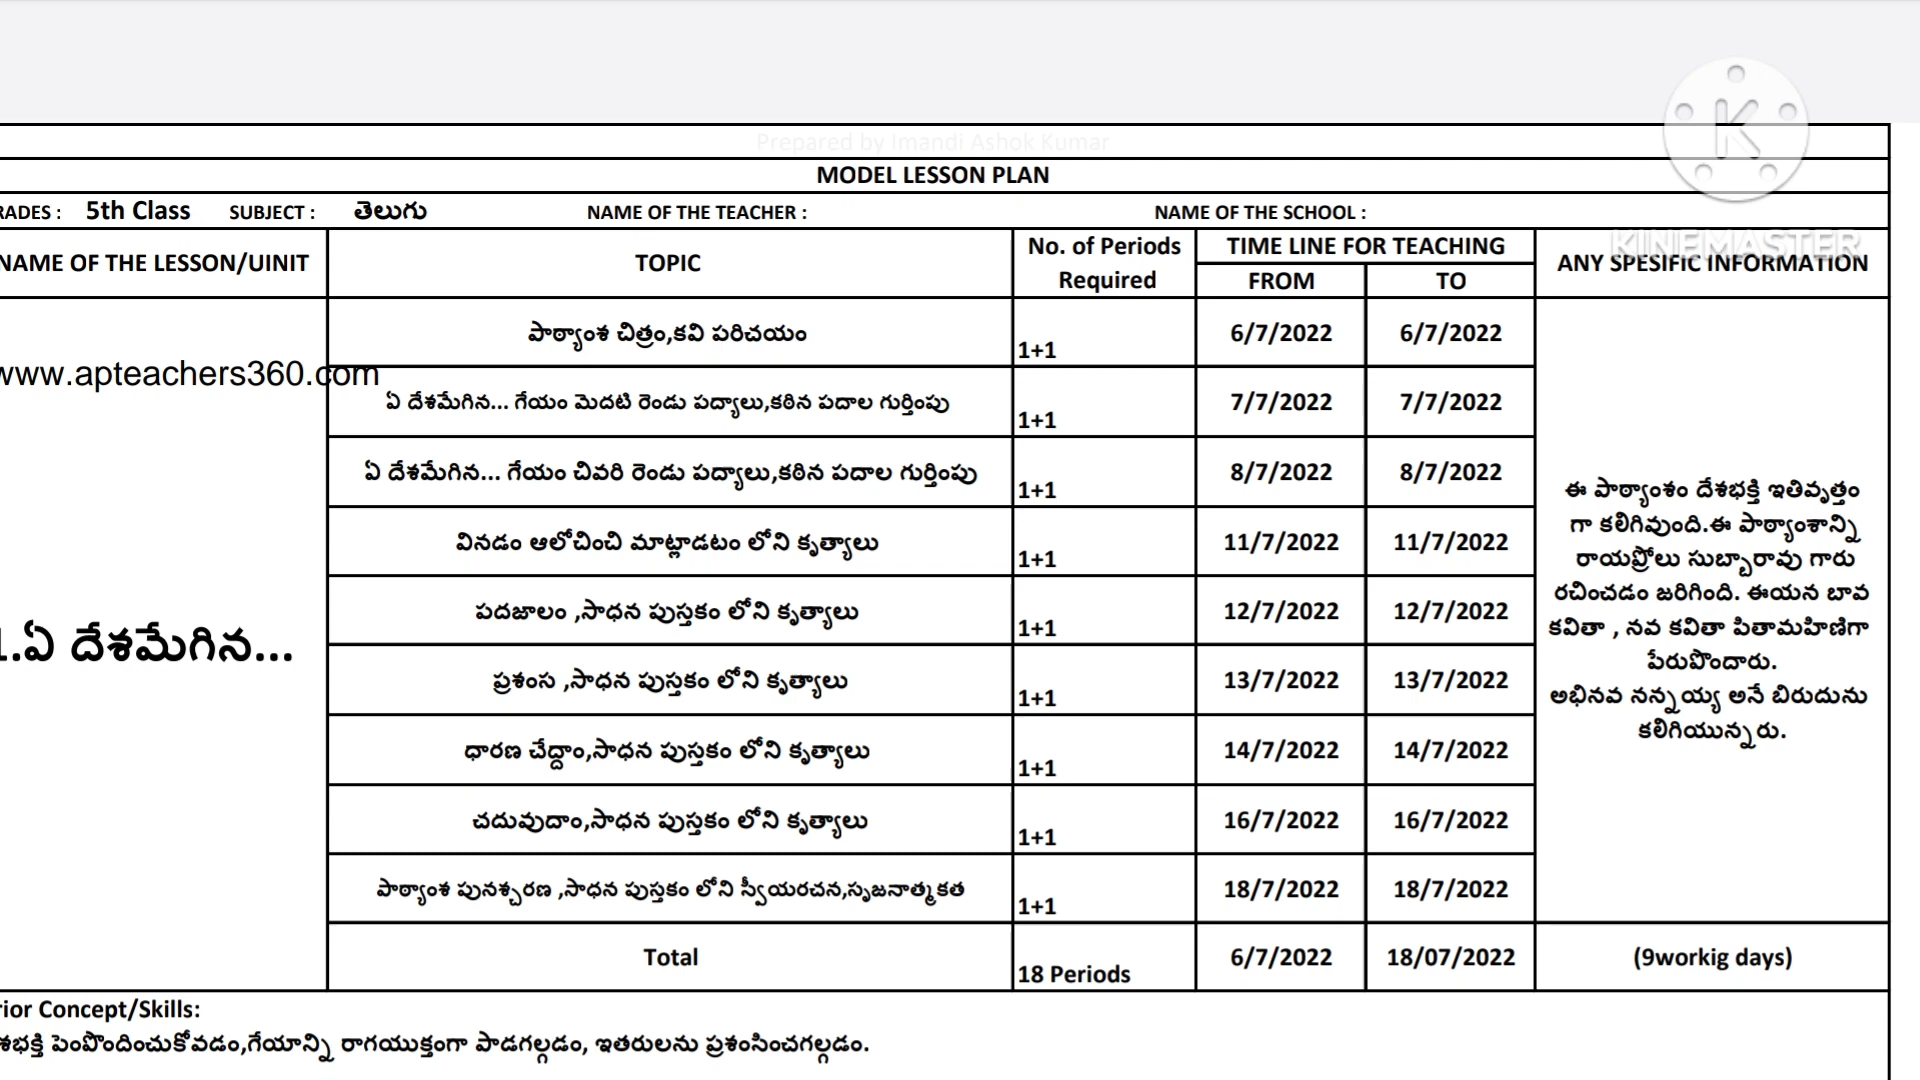 Prepared by Imandi Ashok Kumar
MODEL LESSON PLAN
RADES : 5th Class SUBJECT : తెలుగు NAME OF THE TEACHER : NAME OF THE SCHOOL :
NAME OF THE LESSON/UINIT TOPIC No. of Periods Required TIME LINE FOR TEACHING ANY SPESIFIC INFORMATION
FROM TO
KINEMASTER
పాఠ్యాంశ చిత్రం,కవి పరిచయం 1+1 6/7/2022 6/7/2022
www.apteachers360.com
ఏ దేశమేగిన... గేయం మెదటి రెండు పద్యాలు,కఠిన పదాల గుర్తింపు 1+1 7/7/2022 7/7/2022
ఏ దేశమేగిన... గేయం చివరి రెండు పద్యాలు,కఠిన పదాల గుర్తింపు 1+1 8/7/2022 8/7/2022
వినడం ఆలోచించి మాట్లాడటం లోని కృత్యాలు 1+1 11/7/2022 11/7/2022
పదజాలం ,సాధన పుస్తకం లోని కృత్యాలు 1+1 12/7/2022 12/7/2022
1.ఏ దేశమేగిన...
ప్రశంస ,సాధన పుస్తకం లోని కృత్యాలు 1+1 13/7/2022 13/7/2022
ధారణ చేద్దాం,సాధన పుస్తకం లోని కృత్యాలు 1+1 14/7/2022 14/7/2022
చదువుదాం,సాధన పుస్తకం లోని కృత్యాలు 1+1 16/7/2022 16/7/2022
పాఠ్యాంశ పునశ్చరణ ,సాధన పుస్తకం లోని స్వీయరచన,సృజనాత్మకత 1+1 18/7/2022 18/7/2022
ఈ పాఠ్యాంశం దేశభక్తి ఇతివృత్తం
గా కలిగివుంది.ఈ పాఠ్యాంశాన్ని
రాయప్రోలు సుబ్బారావు గారు
రచించడం జరిగింది. ఈయన బావ
కవితా , నవ కవితా పితామహిణిగా
పేరుపొందారు.
అభినవ నన్నయ్య అనే బిరుదును
కలిగియున్నరు.
Total 18 Periods 6/7/2022 18/07/2022 (9workig days)
rior Concept/Skills:
శభక్తి పెంపొందించుకోవడం,గేయాన్ని రాగయుక్తంగా పాడగల్గడం, ఇతరులను ప్రశంసించగల్గడం.